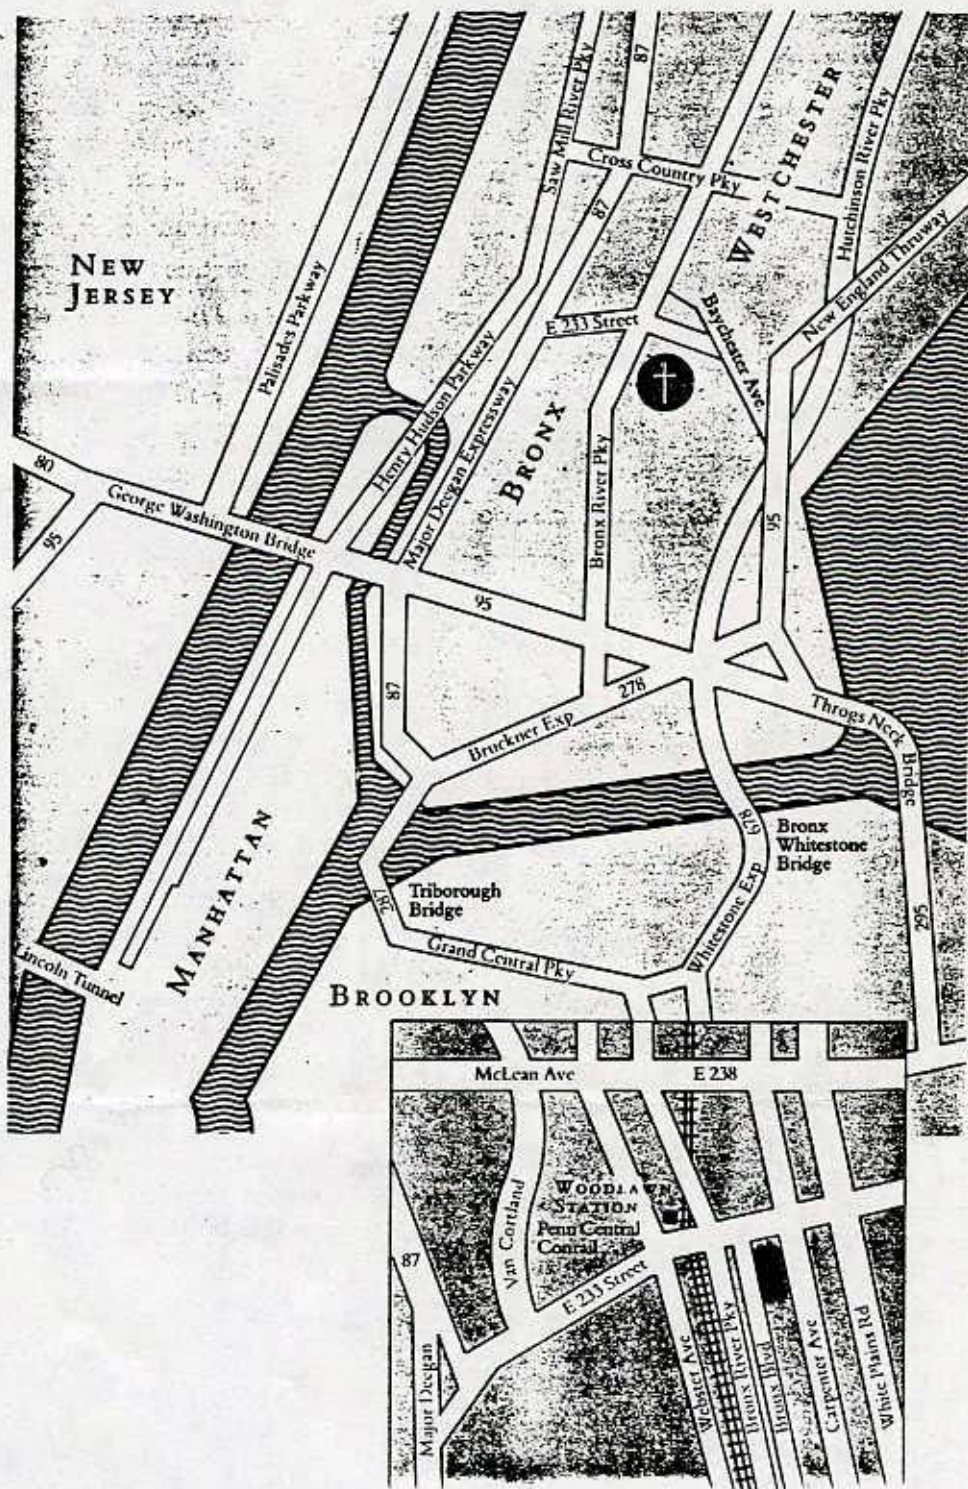 87
Saw Mill River Pky
Cross Country Pky
WESTCHESTER
Hutchinson River Pky
87
NEW
JERSEY
Palisades Parkway
New England Thruway
Baychester Ave.
E 233 Street
Henry Hudson Parkway
Major Deegan Expressway
BRONX
Bronx River Pky
80
95
George Washington Bridge
95
95
87
278
Bruckner Exp
Throgs Neck Bridge
678
Bronx
Whitestone
Bridge
MANHATTAN
Triborough
Bridge
287
Whitestone Exp
295
Grand Central Pky
Lincoln Tunnel
BROOKLYN
McLean Ave
E 238
Van Cortland
WOODLAWN
STATION
Penn Central
Conrail
87
E 233 Street
Major Deegan
Webster Ave
Bronx River Pky
Bronx Blvd
Carpenter Ave
White Plains Rd